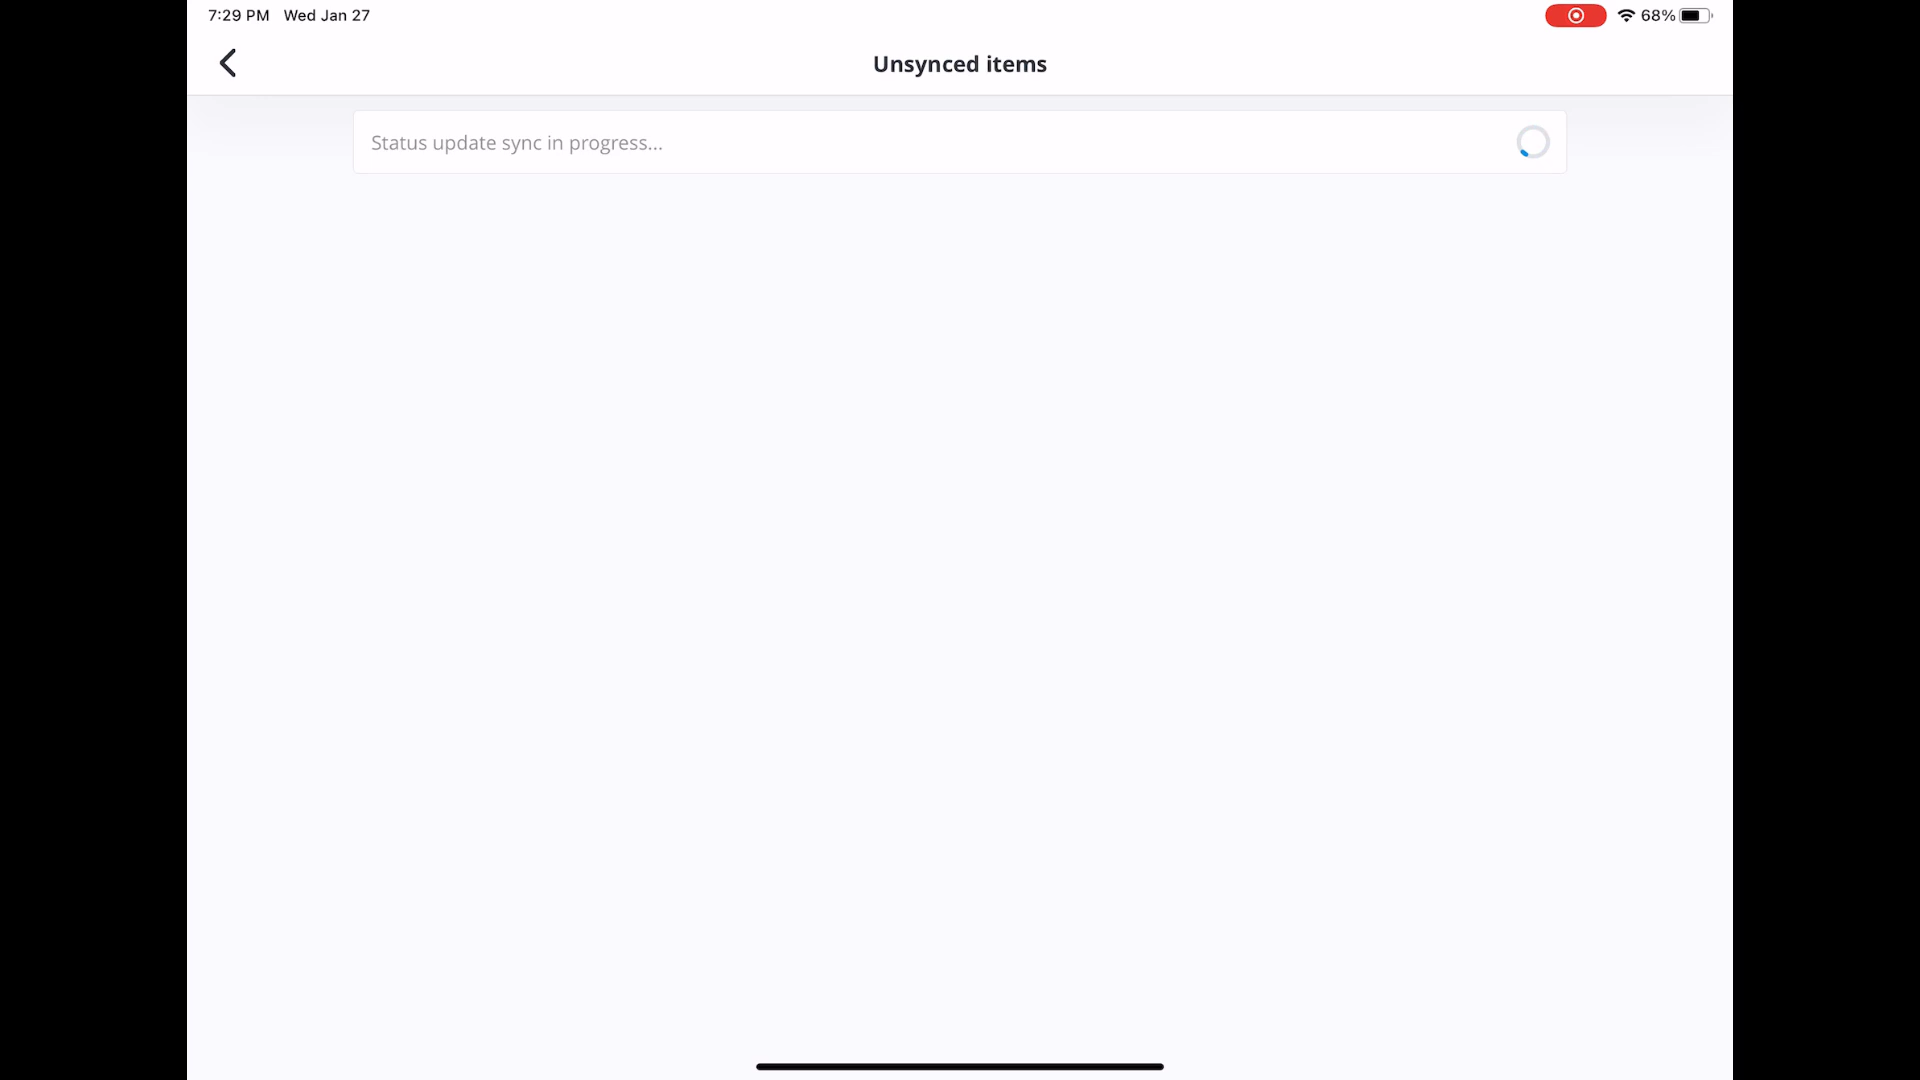 7:29 PM Wed Jan 27
68%
Unsynced items
Status update sync in progress...